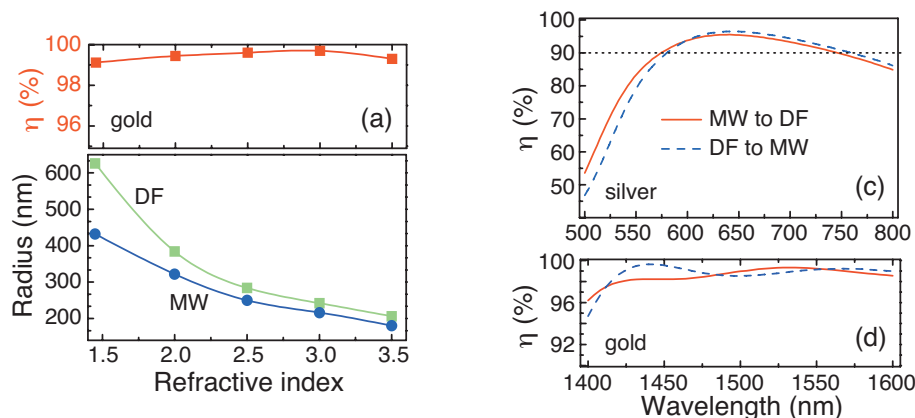 100
98
96
η (%)
gold
(a)
600
500
400
300
200
Radius (nm)
DF
MW
1.5 2.0 2.5 3.0 3.5
Refractive index
100
90
80
70
60
50
η (%)
MW to DF
DF to MW
silver
(c)
500 550 600 650 700 750 800
100
98
96
92
η (%)
gold
(d)
1400 1450 1500 1550 1600
Wavelength (nm)